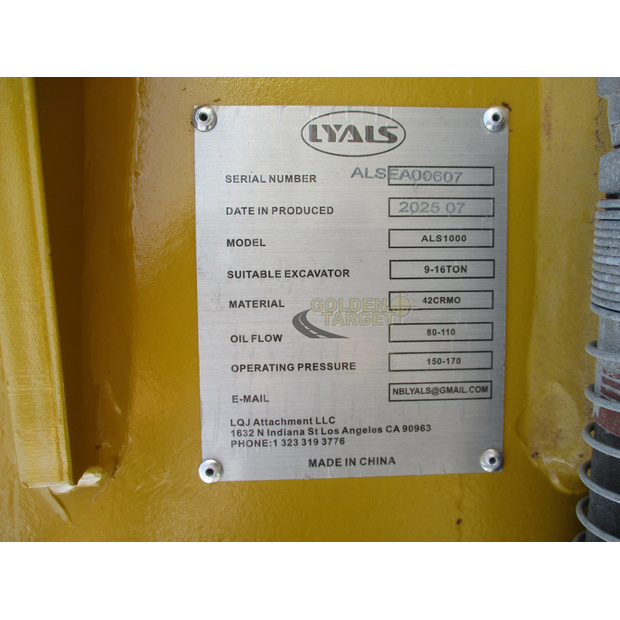 LYALS
SERIAL NUMBER ALSEA00607
DATE IN PRODUCED 2025 07
MODEL ALS1000
SUITABLE EXCAVATOR 9-16TON
MATERIAL 42CRMO
GOLDEN
TARGET
OIL FLOW 80-110
OPERATING PRESSURE 150-170
E-MAIL NBLYALS@GMAIL.COM
LQJ Attachment LLC
1632 N Indiana St Los Angeles CA 90963
PHONE:1 323 319 3776
MADE IN CHINA